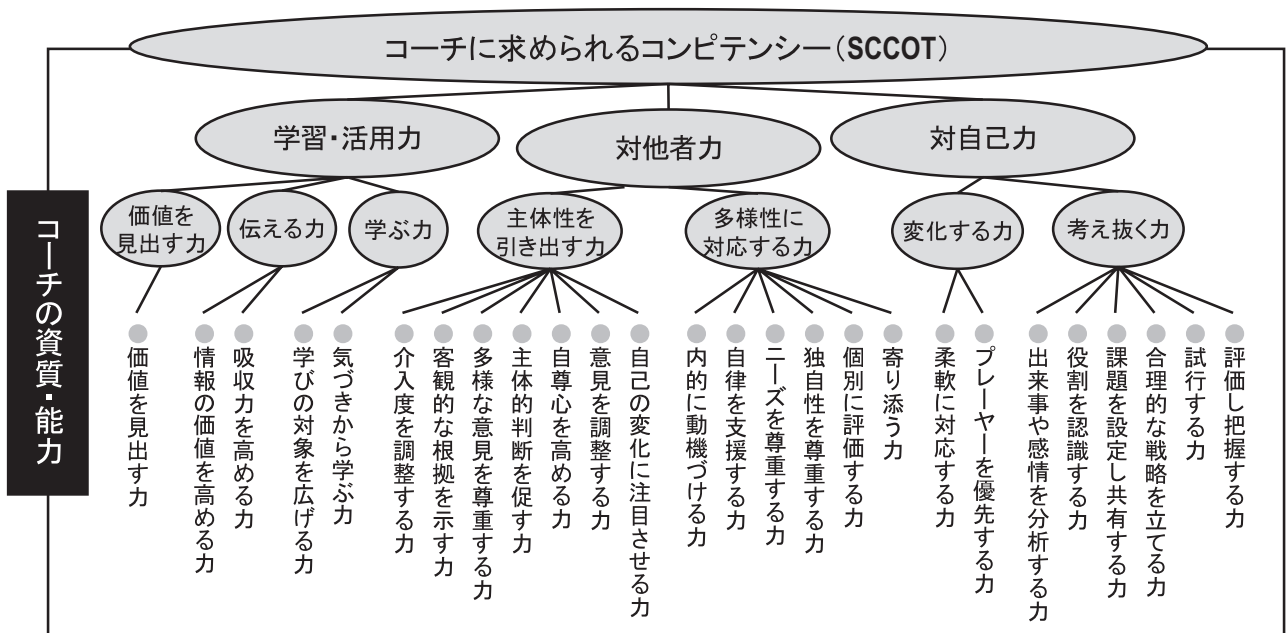 コーチに求められるコンピテンシー(SCCOT)
学習・活用力
対他者力
対自己力
価値を
見出す力
伝える力
学ぶ力
主体性を
引き出す力
多様性に
対応する力
変化する力
考え抜く力
コーチの資質・能力
価値を見出す力
情報の価値を高める力
吸収力を高める力
学びの対象を広げる力
気づきから学ぶ力
介入度を調整する力
客観的な根拠を示す力
多様な意見を尊重する力
主体的判断を促す力
自尊心を高める力
意見を調整する力
自己の変化に注目させる力
内的に動機づける力
自律を支援する力
ニーズを尊重する力
独自性を尊重する力
個別に評価する力
寄り添う力
柔軟に対応する力
プレーヤーを優先する力
出来事や感情を分析する力
役割を認識する力
課題を設定し共有する力
合理的な戦略を立てる力
試行する力
評価し把握する力